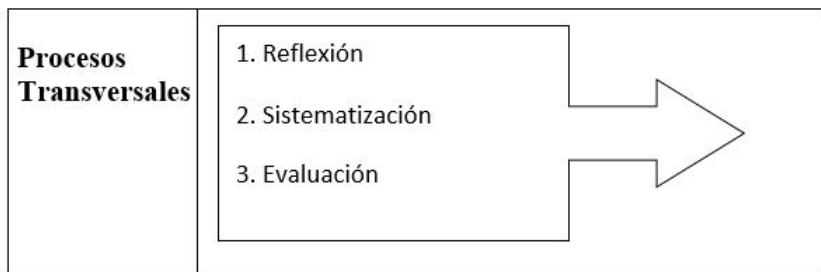 Procesos
Transversales
1. Reflexión
2. Sistematización
3. Evaluación